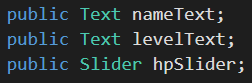 public Text nameText;
public Text levelText;
public Slider hpSlider;